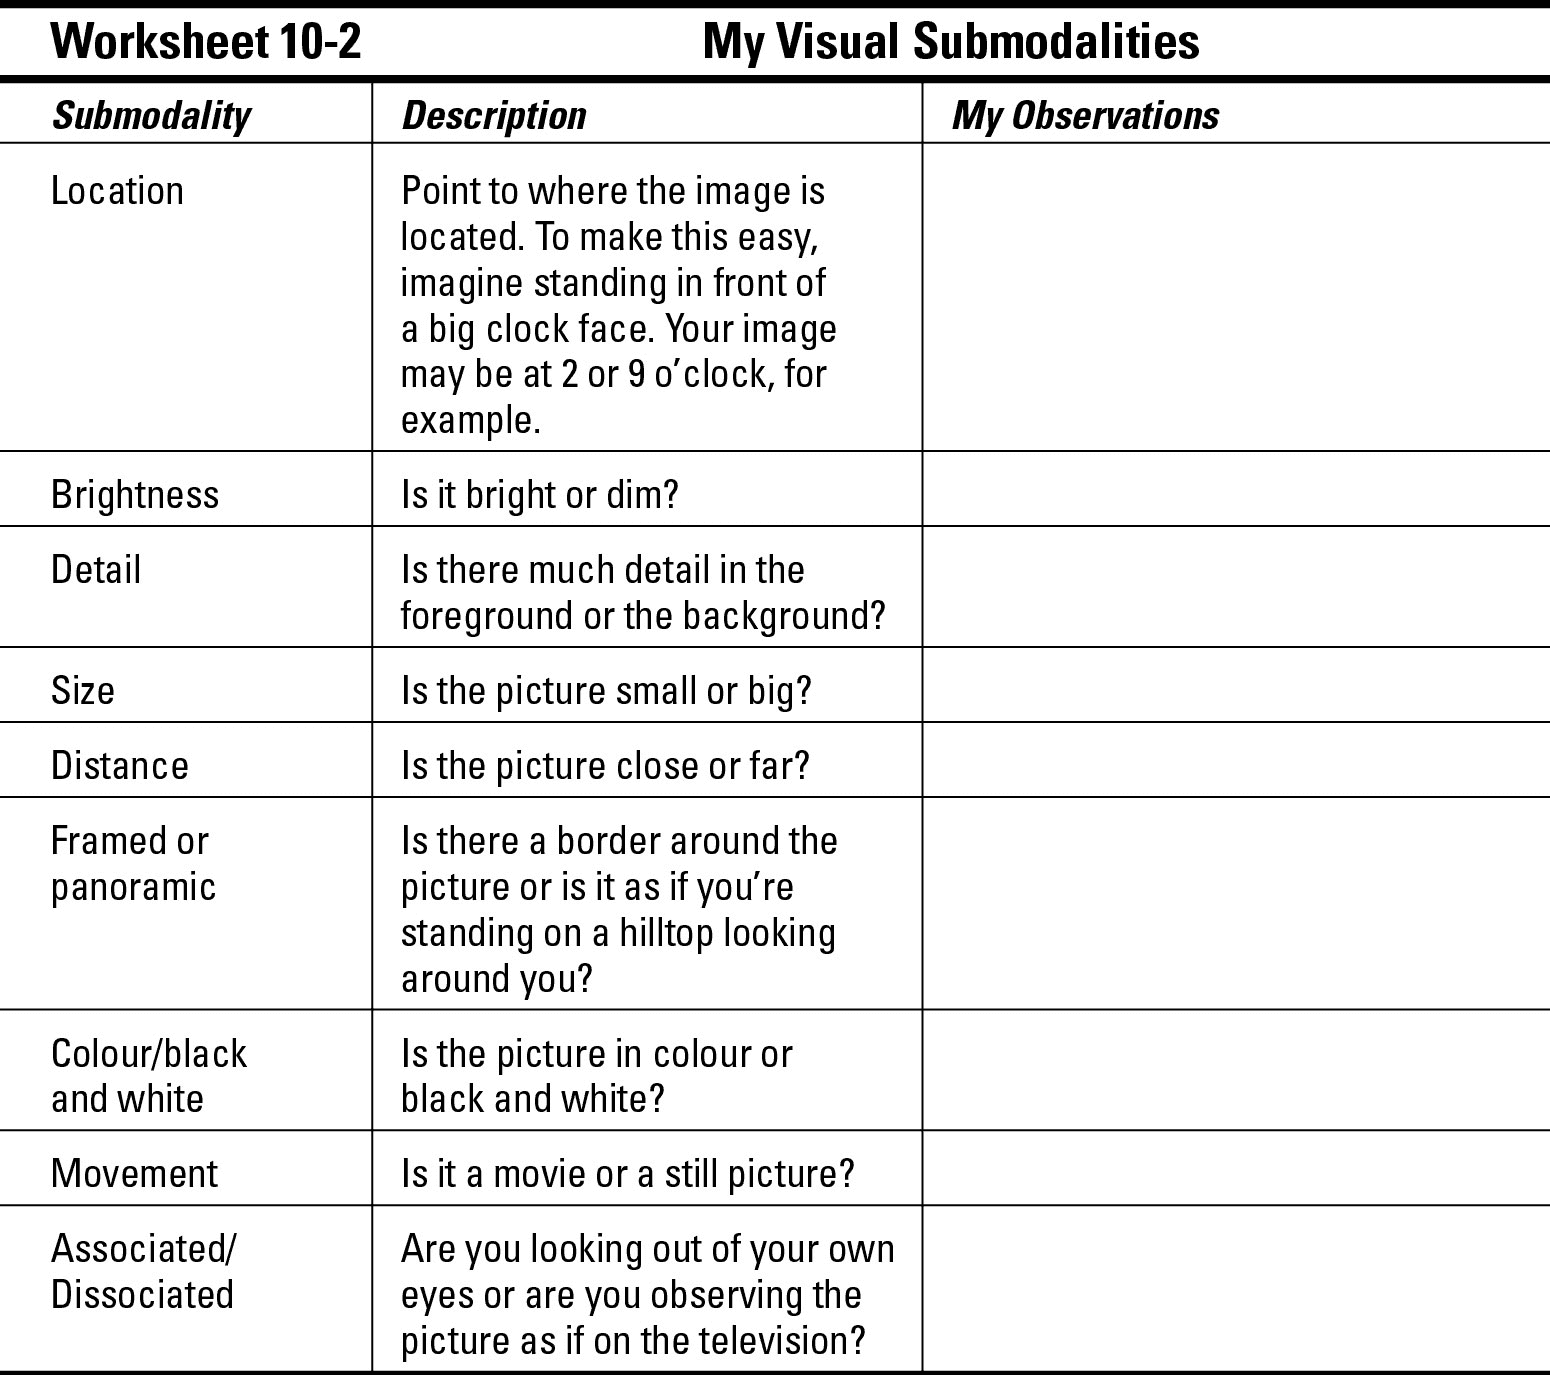 Worksheet 10-2 My Visual Submodalities
Submodality Description My Observations
Location
Point to where the image is
located. To make this easy,
imagine standing in front of
a big clock face. Your image
may be at 2 or 9 o’clock, for
example.
Brightness
Is it bright or dim?
Detail
Is there much detail in the
foreground or the background?
Size
Is the picture small or big?
Distance
Is the picture close or far?
Framed or
panoramic
Is there a border around the
picture or is it as if you’re
standing on a hilltop looking
around you?
Colour/black
and white
Is the picture in colour or
black and white?
Movement
Is it a movie or a still picture?
Associated/
Dissociated
Are you looking out of your own
eyes or are you observing the
picture as if on the television?